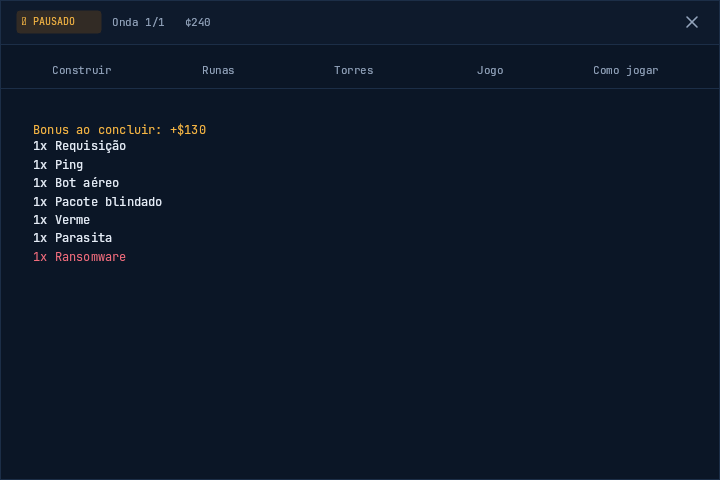 PAUSADO Onda 1/1 ¢240
Construir Runas Torres Jogo Como jogar
Bonus ao concluir: +$130
1x Requisição
1x Ping
1x Bot aéreo
1x Pacote blindado
1x Verme
1x Parasita
1x Ransomware